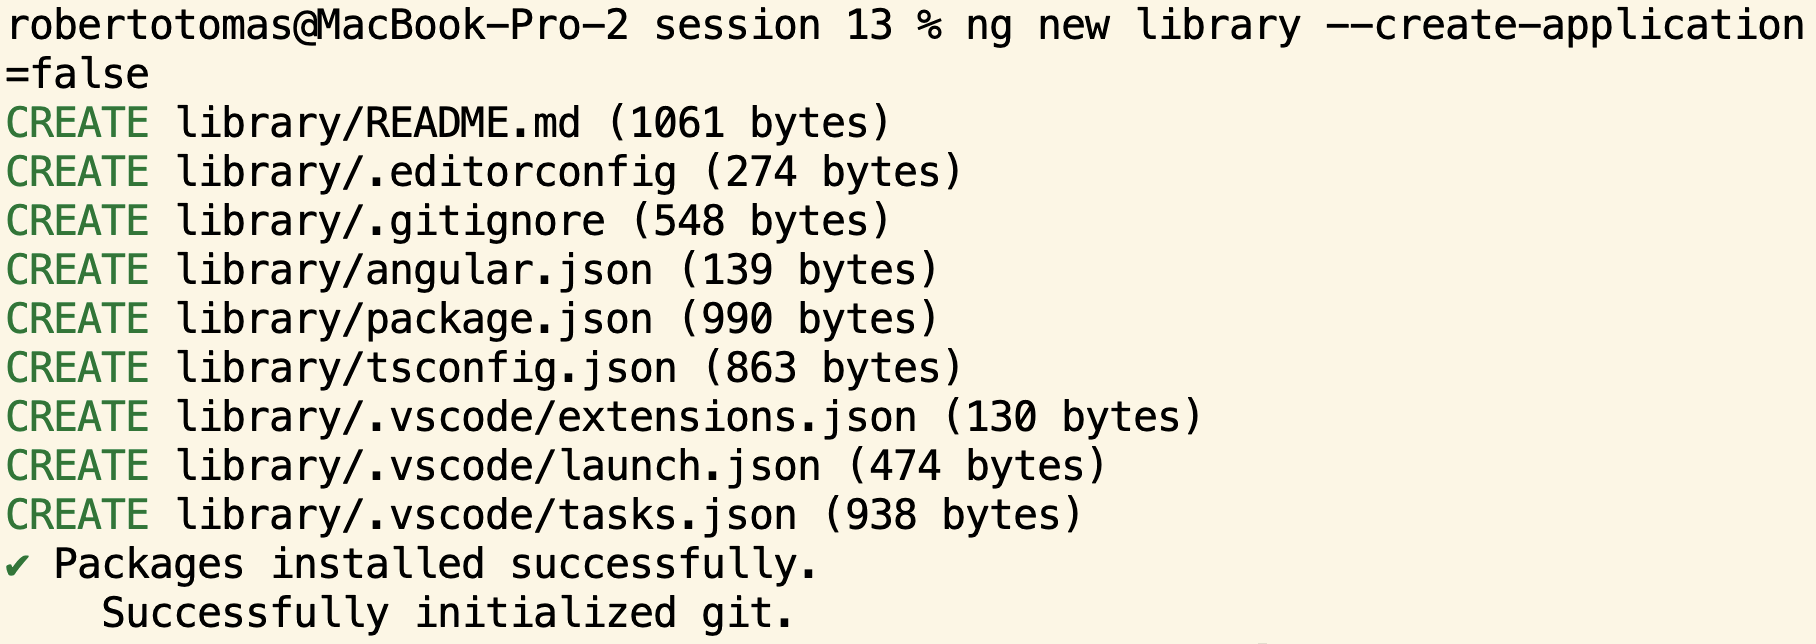 robertotomas@MacBook-Pro-2 session 13 % ng new library --create-application
=false
CREATE library/README.md (1061 bytes)
CREATE library/.editorconfig (274 bytes)
CREATE library/.gitignore (548 bytes)
CREATE library/angular.json (139 bytes)
CREATE library/package.json (990 bytes)
CREATE library/tsconfig.json (863 bytes)
CREATE library/.vscode/extensions.json (130 bytes)
CREATE library/.vscode/launch.json (474 bytes)
CREATE library/.vscode/tasks.json (938 bytes)
✔ Packages installed successfully.
    Successfully initialized git.